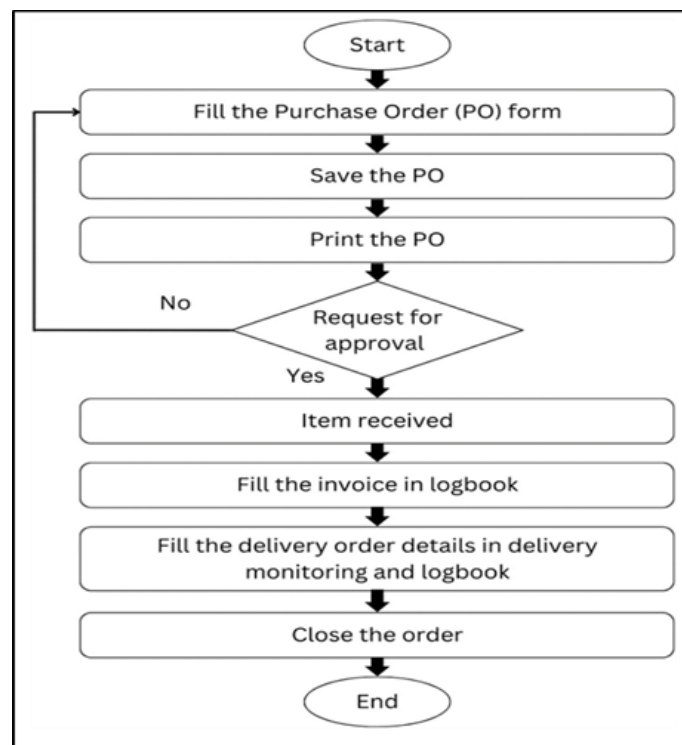 Start
Fill the Purchase Order (PO) form
Save the PO
Print the PO
No
Request for
approval
Yes
Item received
Fill the invoice in logbook
Fill the delivery order details in delivery
monitoring and logbook
Close the order
End